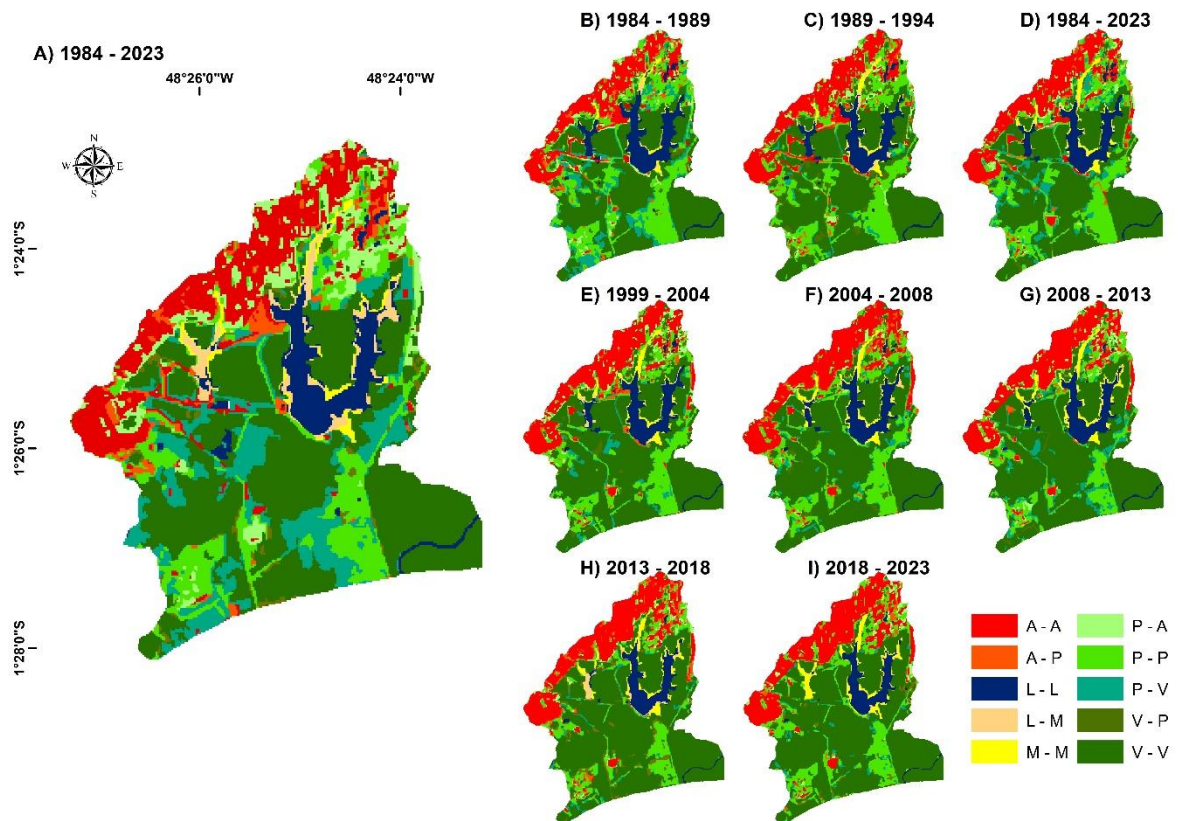 B) 1984 - 1989
C) 1989 - 1994
D) 1984 - 2023
A) 1984 - 2023
48°26'0"W
48°24'0"W
N
W
E
S
1°24'0"S
1°26'0"S
1°28'0"S
E) 1999 - 2004
F) 2004 - 2008
G) 2008 - 2013
H) 2013 - 2018
I) 2018 - 2023
A - A
P - A
A - P
P - P
L - L
P - V
L - M
V - P
M - M
V - V